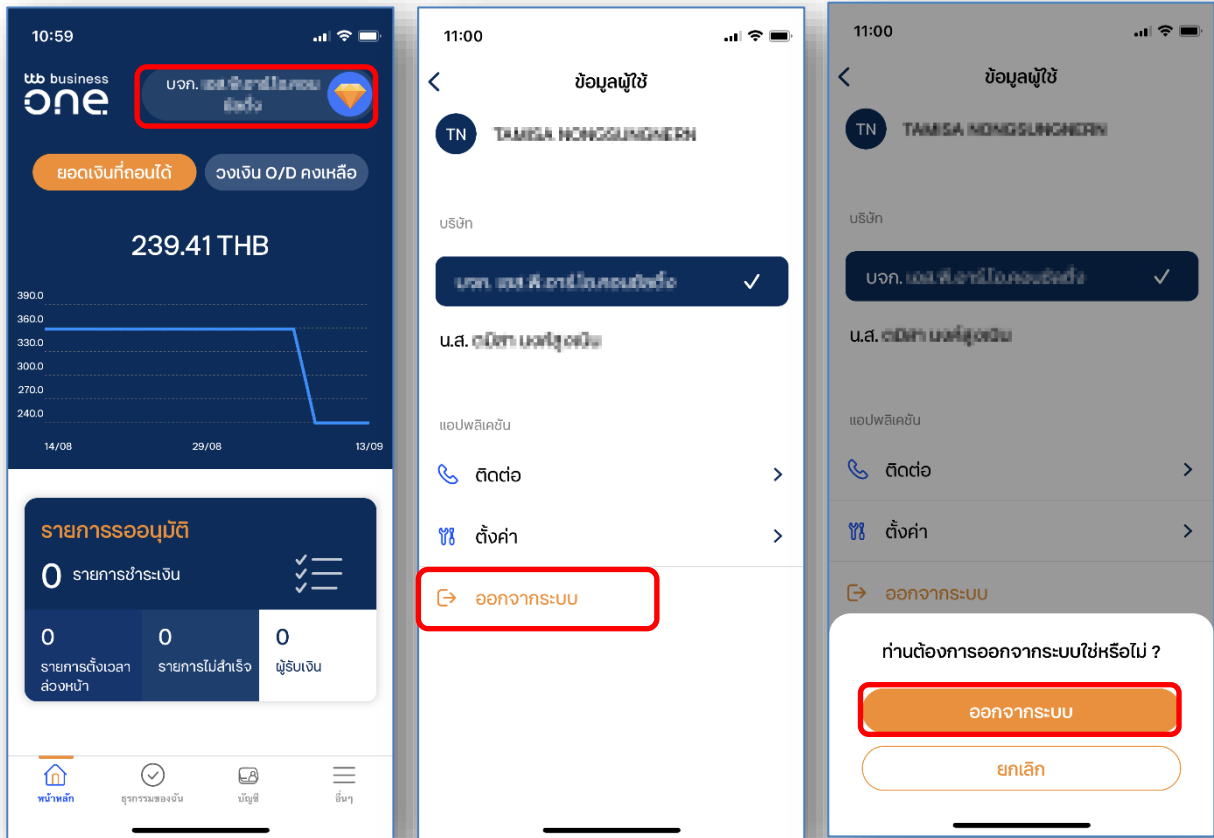 10:59
ttb business
one
บจก.
ยอดเงินที่ถอนได้
วงเงิน O/D คงเหลือ
239.41 THB
390.0
360.0
330.0
300.0
270.0
240.0
14/08
29/08
13/09
รายการรออนุมัติ
0 รายการชำระเงิน
0
รายการตั้งเวลา
ล่วงหน้า
0
รายการไม่สำเร็จ
0
ผู้รับเงิน
หน้าหลัก
ธุรกรรมของฉัน
บัญชี
อื่นๆ
11:00
ข้อมูลผู้ใช้
TN
บริษัท
น.ส.
แอปพลิเคชัน
ติดต่อ
ตั้งค่า
ออกจากระบบ
11:00
ข้อมูลผู้ใช้
TN
บริษัท
บจก.
น.ส.
แอปพลิเคชัน
ติดต่อ
ตั้งค่า
ออกจากระบบ
ท่านต้องการออกจากระบบใช่หรือไม่ ?
ออกจากระบบ
ยกเลิก